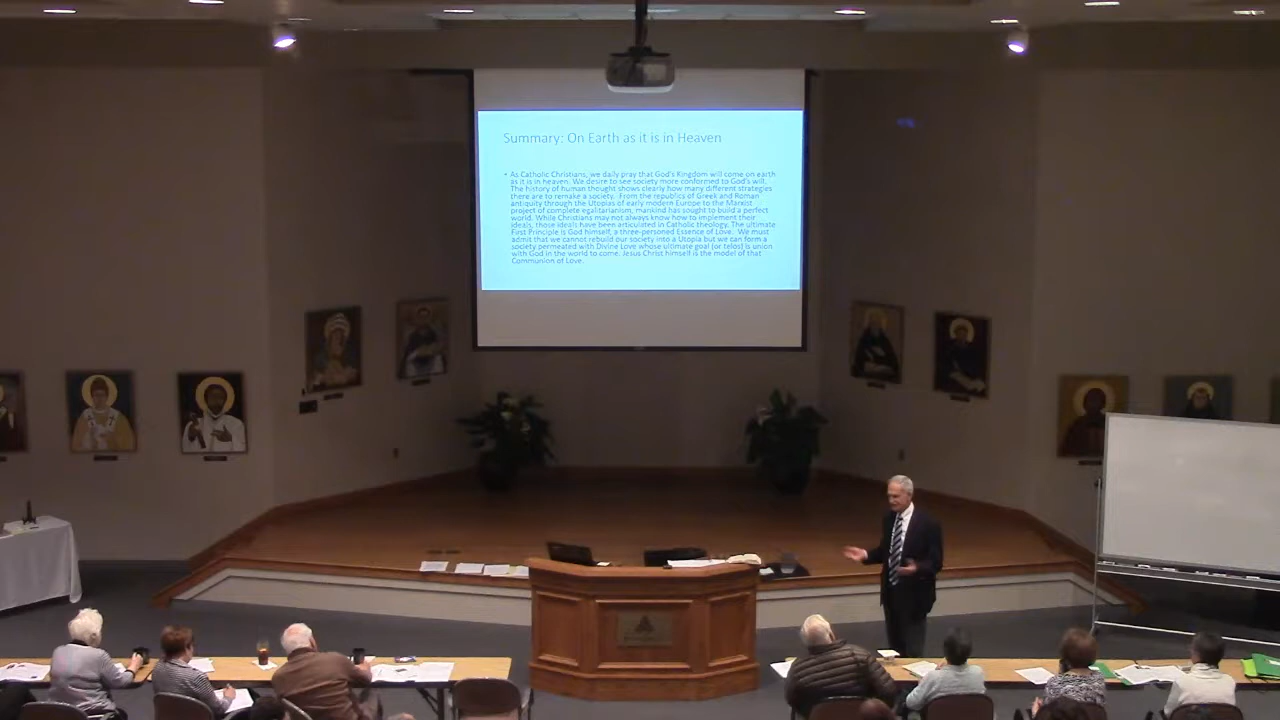 Summary: On Earth as it is in Heaven
• As Catholic Christians, we daily pray that God's Kingdom will come on earth
as it is in heaven. We desire to see society more conformed to God's will.
The history of human thought shows clearly how many different strategies
there are to remake a society. From the republics of Greek and Roman
antiquity through the Utopias of early modern Europe to the Marxist
project of complete egalitarianism, mankind has sought to build a perfect
world. While Christians may not always know how to implement their
ideals, those ideals have been articulated in Catholic theology. The ultimate
First Principle is God himself, a three-personed Essence of Love. We must
admit that we cannot rebuild our society into a Utopia but we can form a
society permeated with Divine Love whose ultimate goal (or telos) is union
with God in the world to come. Jesus Christ himself is the model of that
Communion of Love.